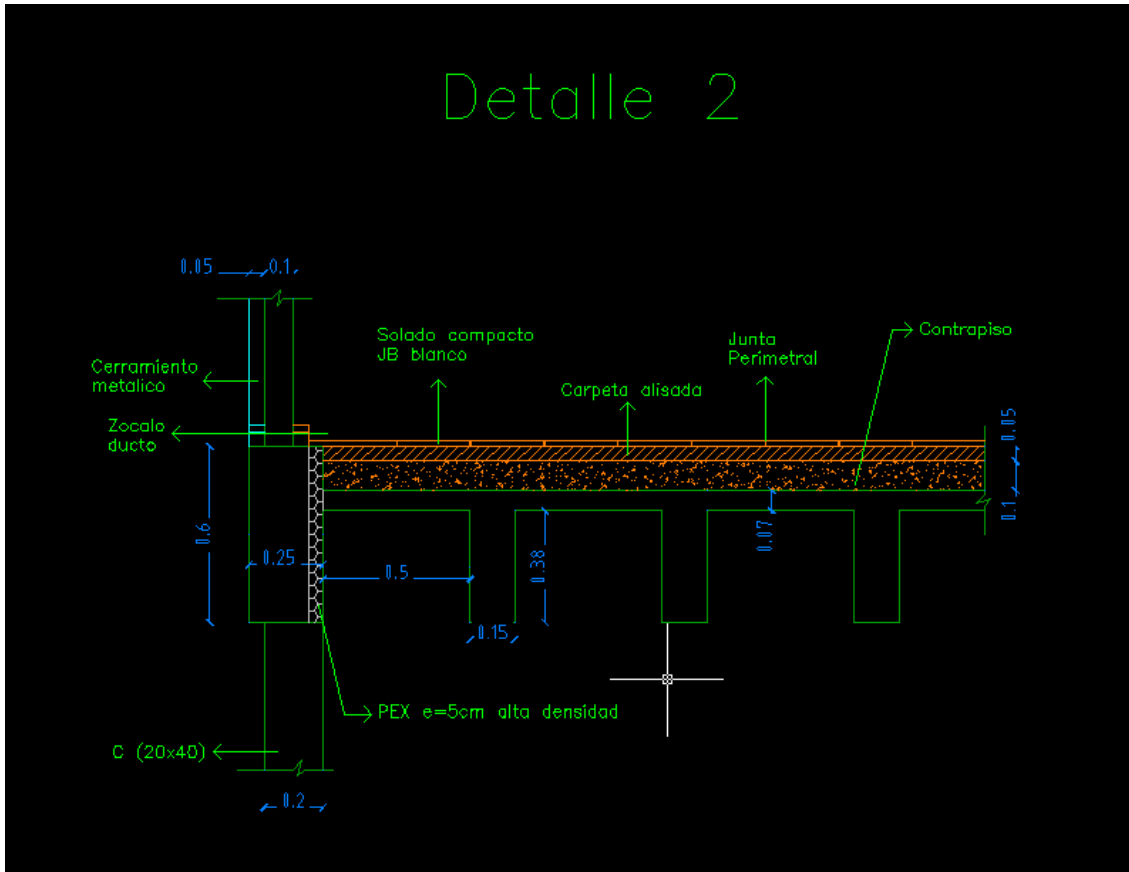 Detalle 2
0.05
0.1
Solado compacto
JB blanco
Junta
Perimetral
Contrapiso
Cerramiento
metalico
Carpeta alisada
Zocalo
ducto
0.05
0.6
0.25
0.5
0.38
0.07
0.1
0.15
PEX e=5cm alta densidad
C (20x40)
0.2